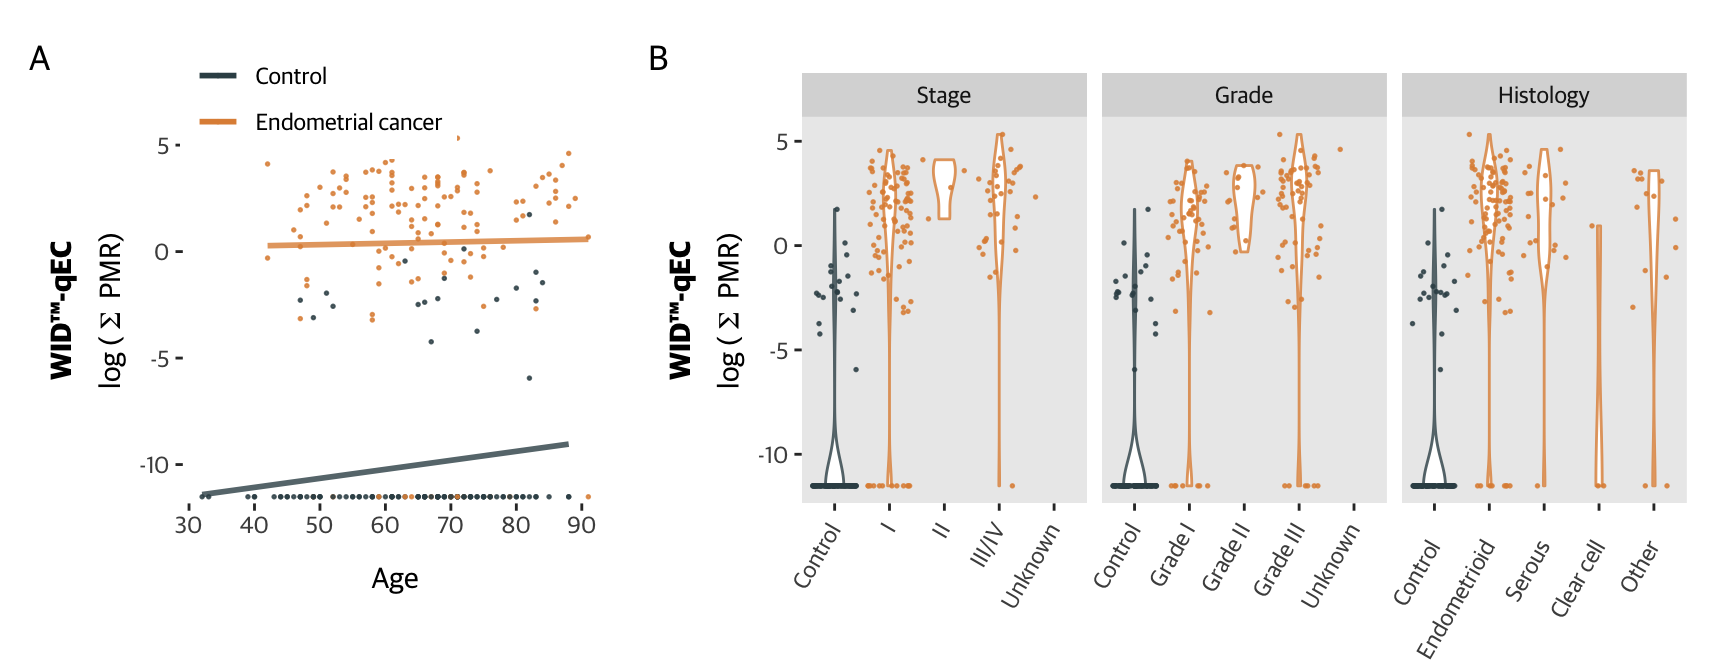 A
Control
Endometrial cancer
WID™-qEC
log ( Σ PMR)
5
0
-5
-10
30 40 50 60 70 80 90
Age
B
Stage Grade Histology
WID™-qEC
log ( Σ PMR)
5
0
-5
-10
Control I II III/IV Unknown
Control Grade I Grade II Grade III Unknown
Control Endometrioid Serous Clear cell Other